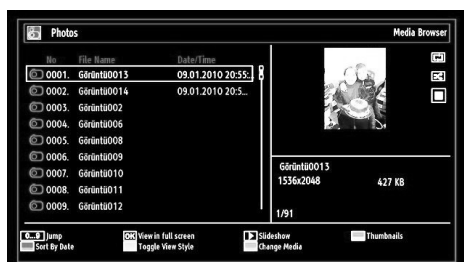 Photos Media Browser
No File Name Date/Time
0001. Görüntü0013 09.01.2010 20:55:..
0002. Görüntü0014 09.01.2010 20:5...
0003. Görüntü002
0004. Görüntü006
0005. Görüntü008
0006. Görüntü009
0007. Görüntü010
0008. Görüntü011
0009. Görüntü012
Görüntü0013
1536x2048 427 KB
1/91
0...9 Jump OK View in full screen Slideshow Thumbnails
Sort By Date Toggle View Style Change Media